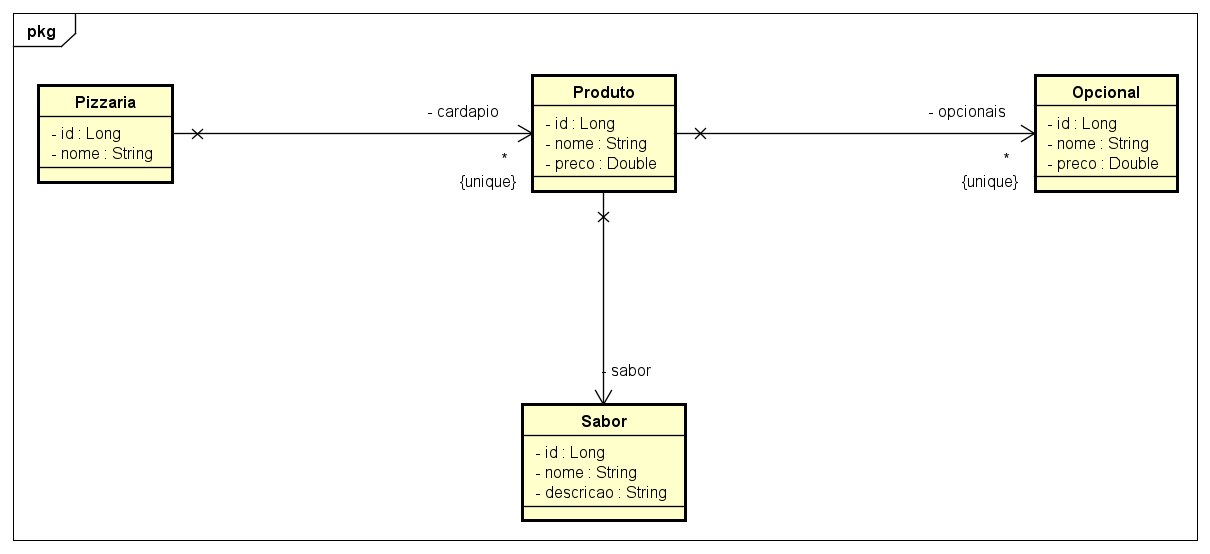 pkg
Pizzaria
- id : Long
- nome : String
- cardapio
*
{unique}
Produto
- id : Long
- nome : String
- preco : Double
- opcionais
*
{unique}
Opcional
- id : Long
- nome : String
- preco : Double
- sabor
Sabor
- id : Long
- nome : String
- descricao : String